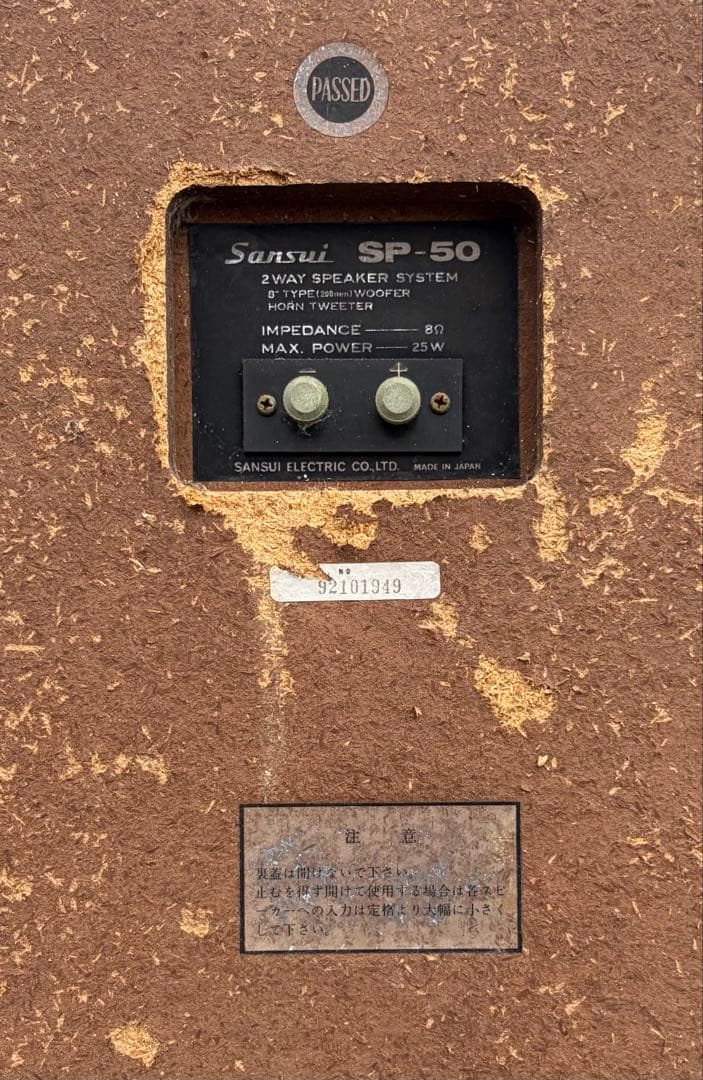 PASSED
Sansui SP-50
2 WAY SPEAKER SYSTEM
8" TYPE (200mm) WOOFER
HORN TWEETER
IMPEDANCE 8Ω
MAX. POWER 25W
− +
SANSUI ELECTRIC CO., LTD. MADE IN JAPAN
NO
92101949
注 意
裏蓋は開けないで下さい。
止むを得ず開けて使用する場合は各スピ
ーカーへの入力は定格より大幅に小さく
して下さい。